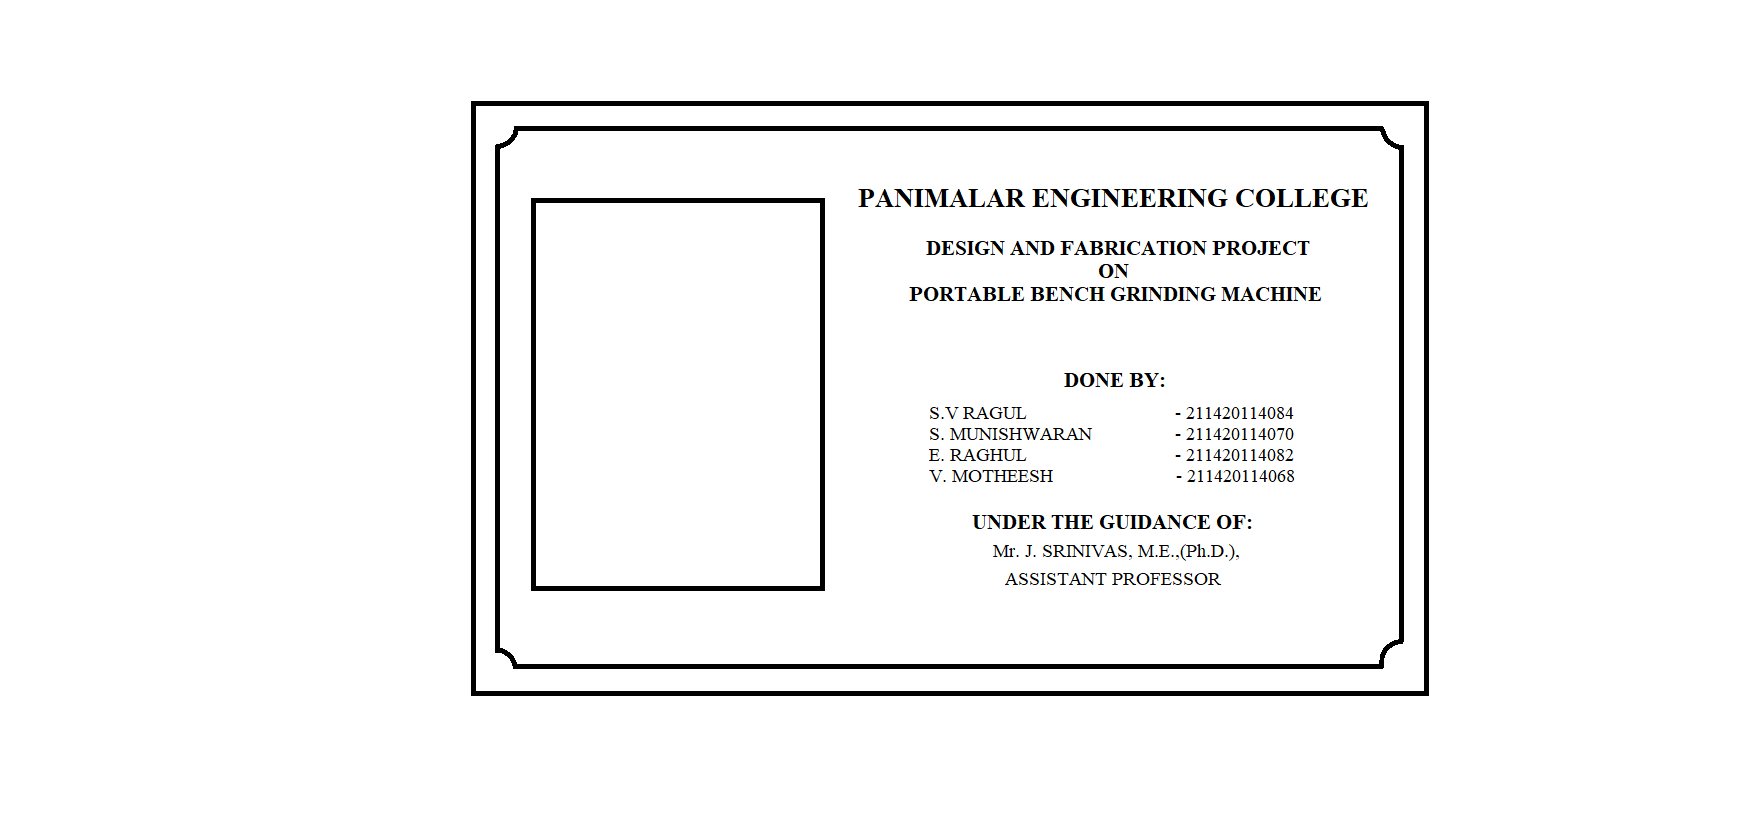 PANIMALAR ENGINEERING COLLEGE
DESIGN AND FABRICATION PROJECT
ON
PORTABLE BENCH GRINDING MACHINE
DONE BY:
S.V RAGUL - 211420114084
S. MUNISHWARAN - 211420114070
E. RAGHUL - 211420114082
V. MOTHEESH - 211420114068
UNDER THE GUIDANCE OF:
Mr. J. SRINIVAS, M.E.,(Ph.D.),
ASSISTANT PROFESSOR